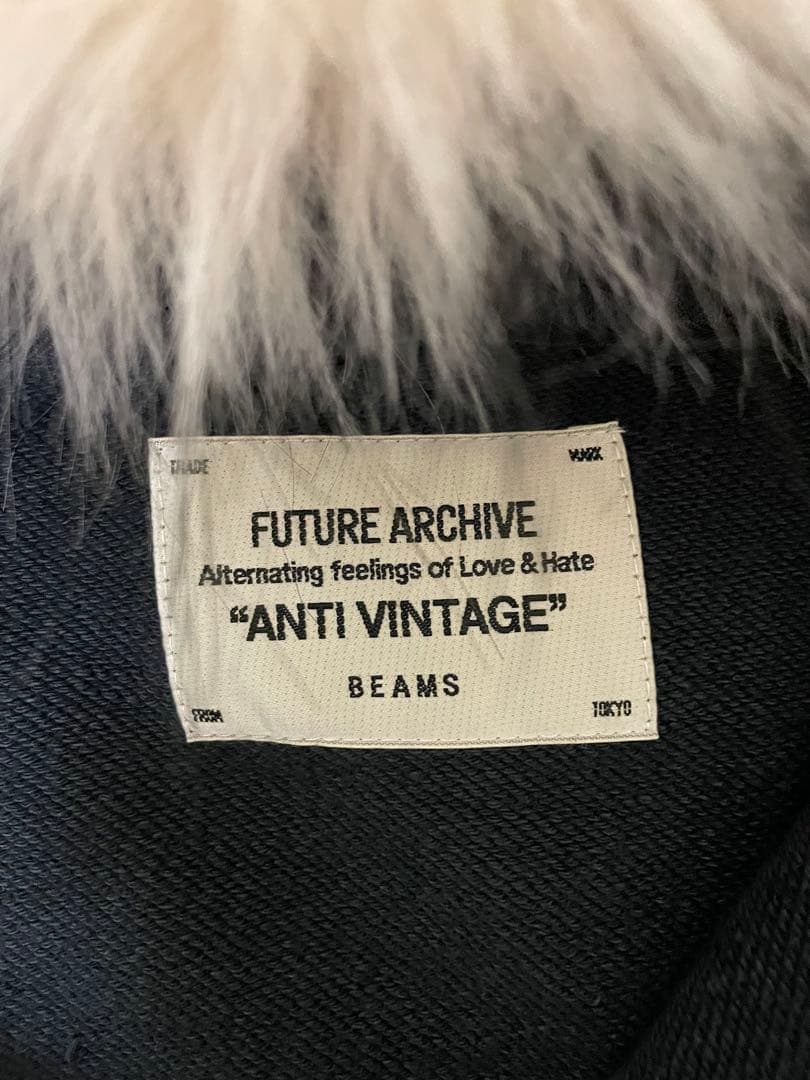 TRADE MARK
FUTURE ARCHIVE
Alternating feelings of Love & Hate
“ANTI VINTAGE”
BEAMS
FROM TOKYO